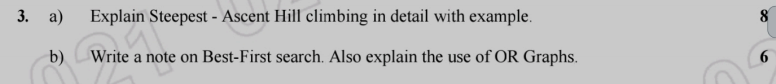 3. a) Explain Steepest - Ascent Hill climbing in detail with example. 8
b) Write a note on Best-First search. Also explain the use of OR Graphs. 6